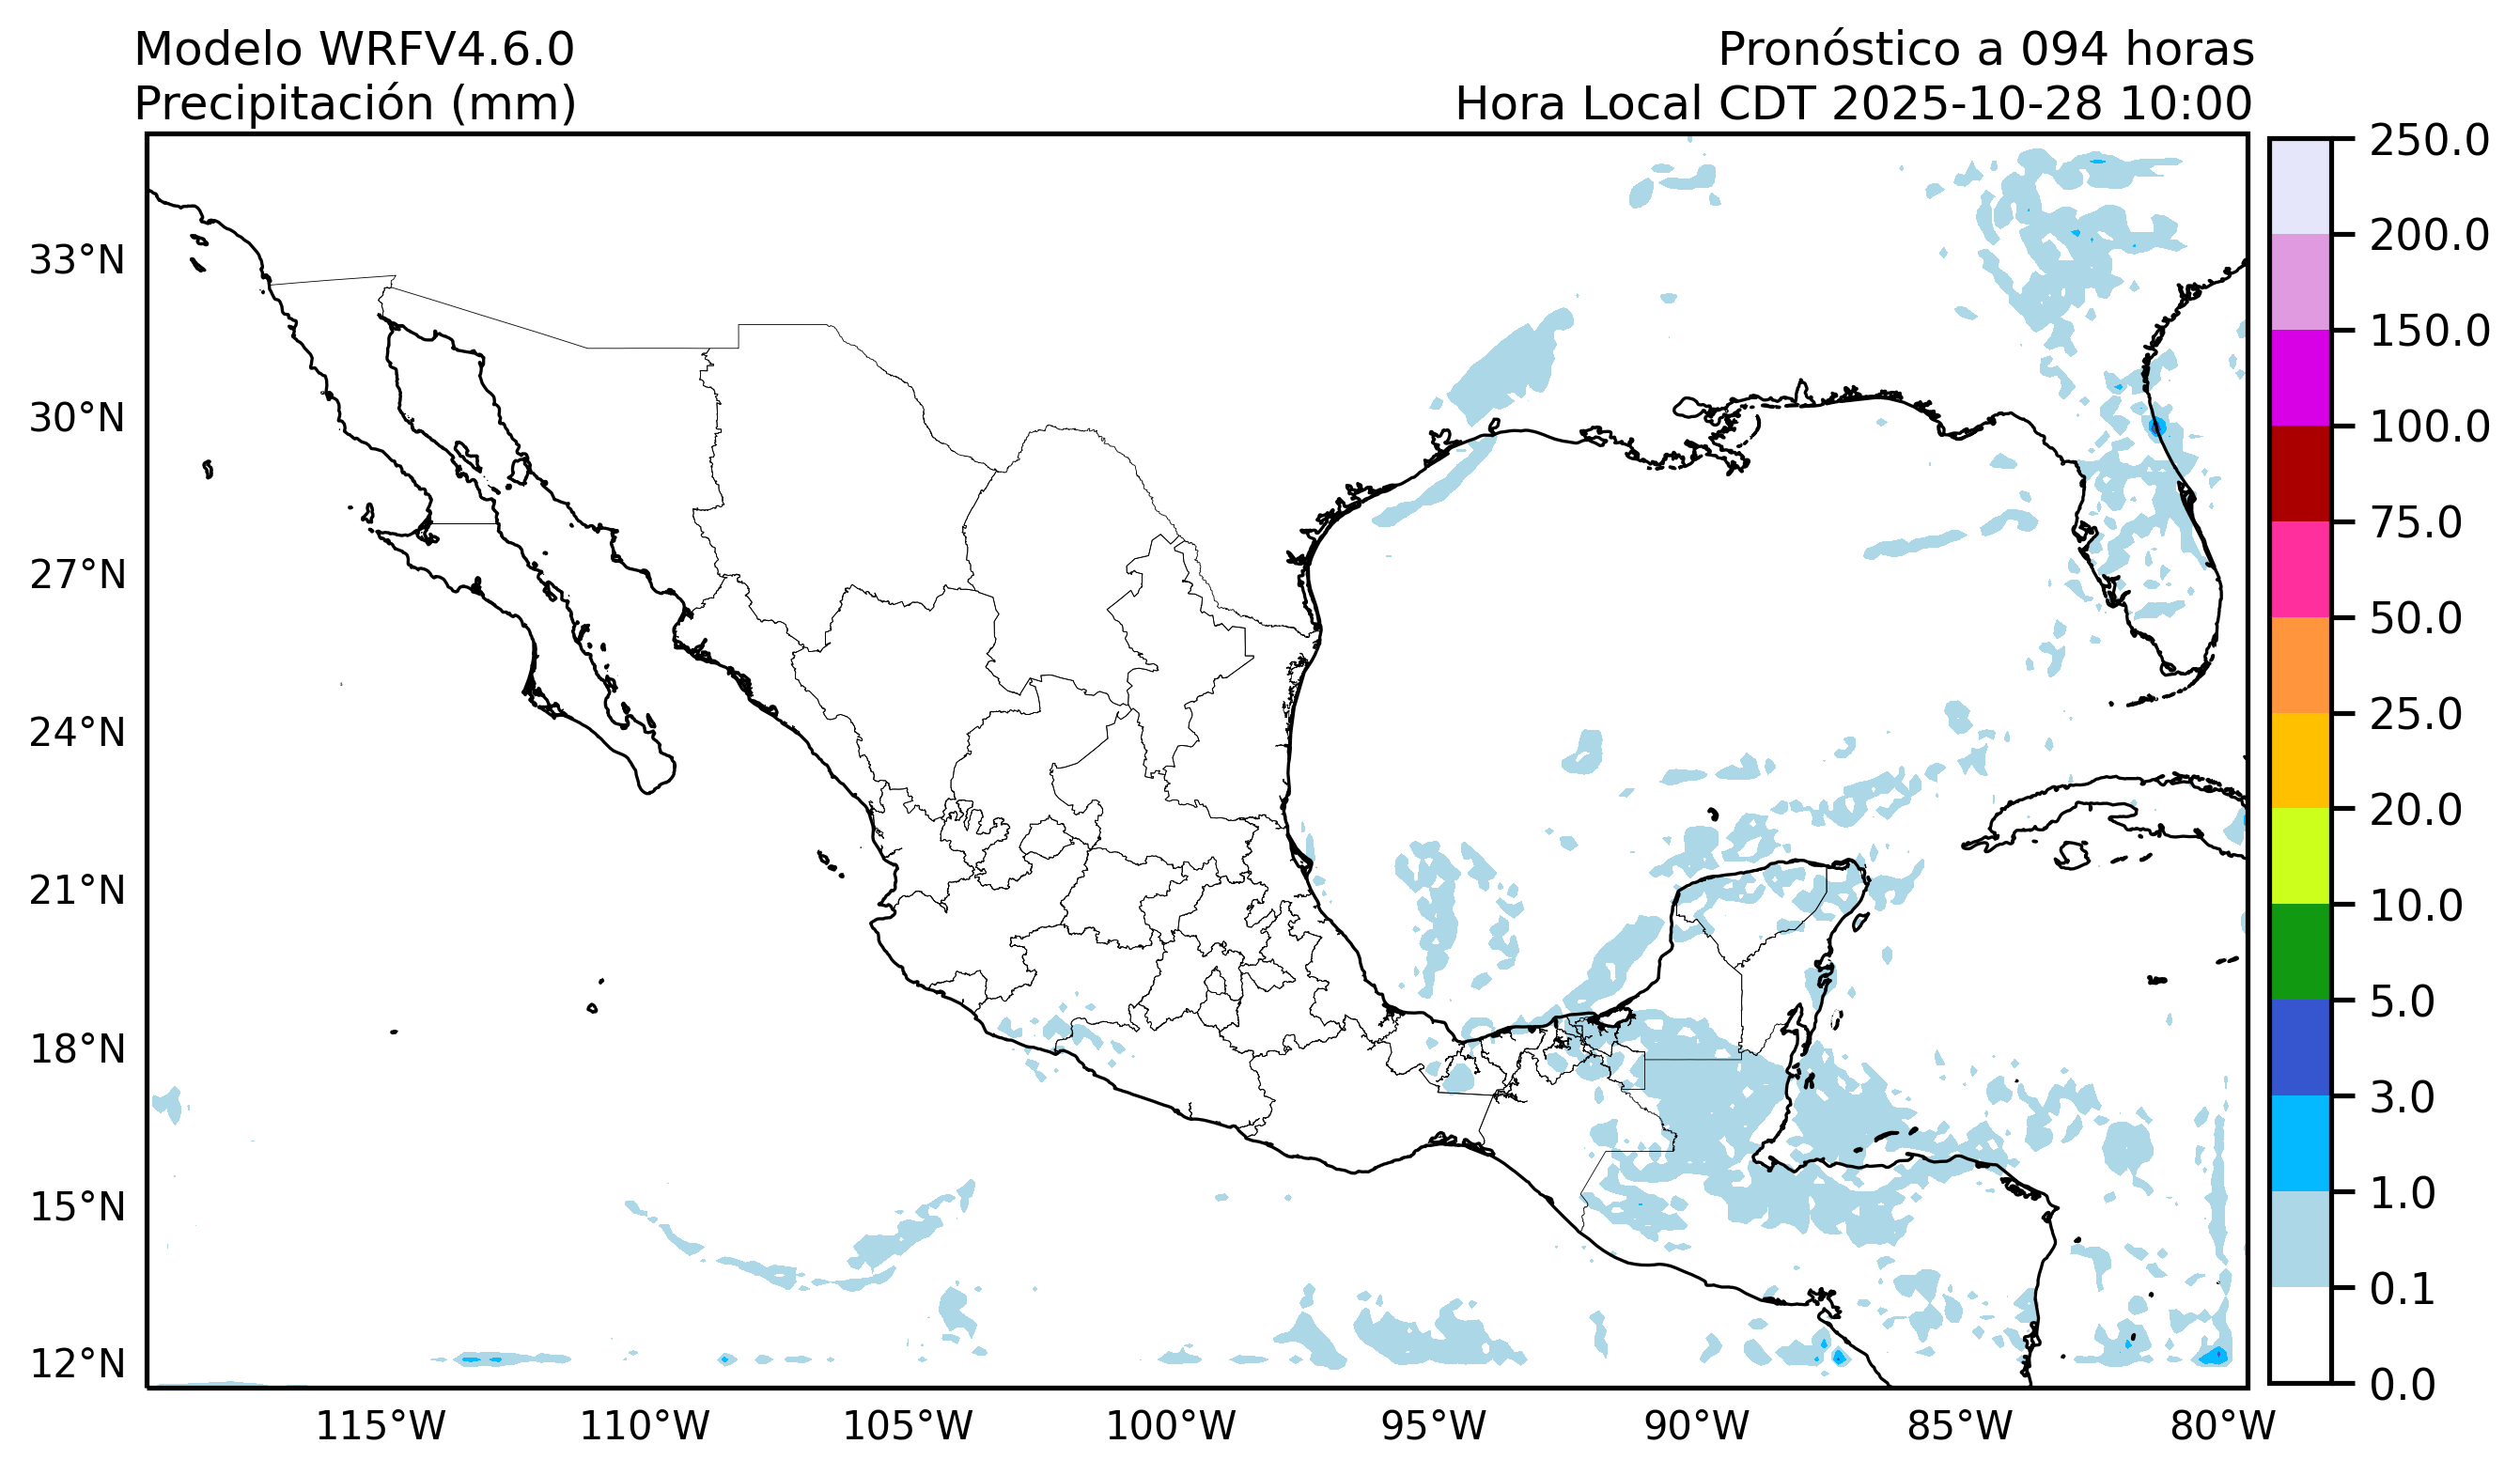 Modelo WRFV4.6.0
Precipitación (mm)
Pronóstico a 094 horas
Hora Local CDT 2025-10-28 10:00
33°N
30°N
27°N
24°N
21°N
18°N
15°N
12°N
115°W
110°W
105°W
100°W
95°W
90°W
85°W
80°W
250.0
200.0
150.0
100.0
75.0
50.0
25.0
20.0
10.0
5.0
3.0
1.0
0.1
0.0